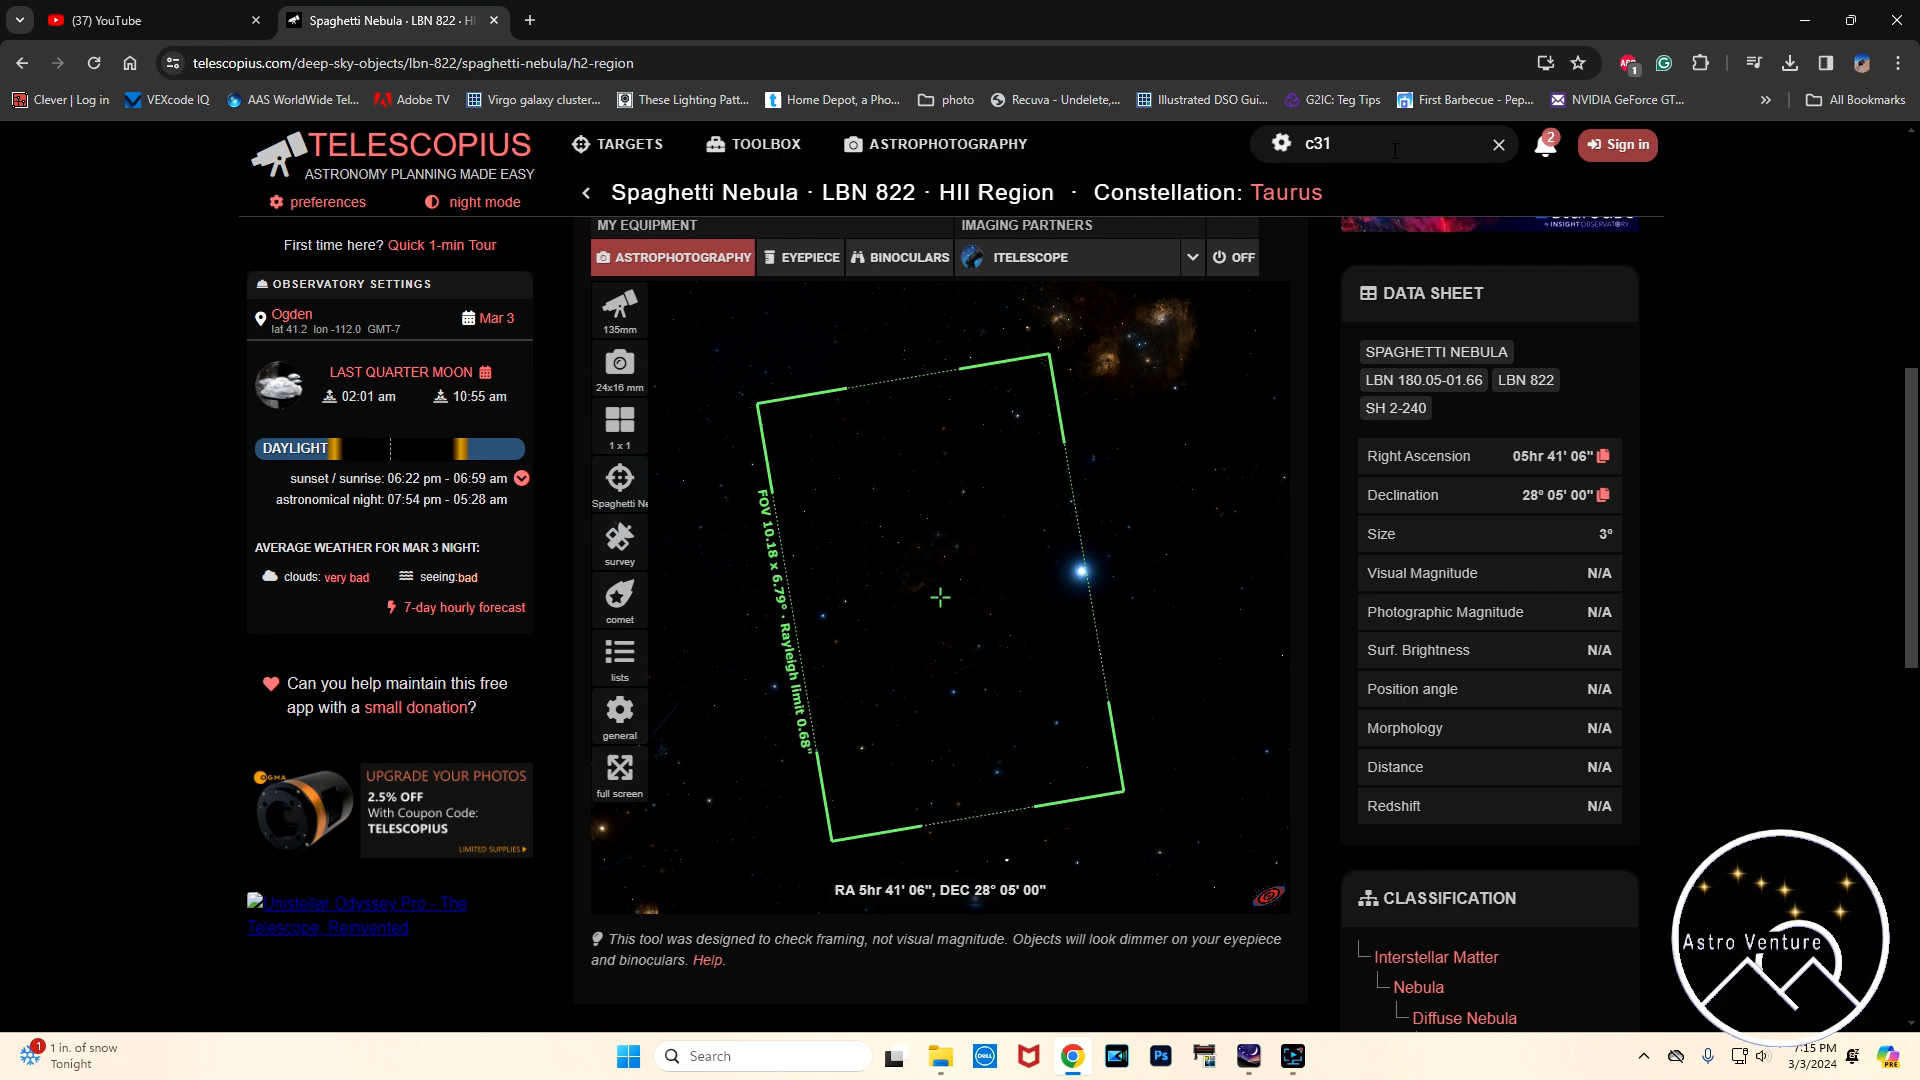 (37) YouTube
Spaghetti Nebula · LBN 822 · HI
telescopius.com/deep-sky-objects/lbn-822/spaghetti-nebula/h2-region
1
Clever | Log in
VEXcode IQ
AAS WorldWide Tel...
Adobe TV
Virgo galaxy cluster...
These Lighting Patt...
Home Depot, a Pho...
photo
Recuva - Undelete,...
Illustrated DSO Gui...
G2IC: Teg Tips
First Barbecue - Pep...
NVIDIA GeForce GT...
»
All Bookmarks
TELESCOPIUS
ASTRONOMY PLANNING MADE EASY
preferences
night mode
TARGETS
TOOLBOX
ASTROPHOTOGRAPHY
c31
2
Sign in
Spaghetti Nebula · LBN 822 · HII Region · Constellation: Taurus
First time here? Quick 1-min Tour
OBSERVATORY SETTINGS
Ogden
lat 41.2 lon -112.0 GMT-7
Mar 3
LAST QUARTER MOON
02:01 am
10:55 am
DAYLIGHT
sunset / sunrise: 06:22 pm - 06:59 am
astronomical night: 07:54 pm - 05:28 am
AVERAGE WEATHER FOR MAR 3 NIGHT:
clouds: very bad
seeing:bad
7-day hourly forecast
Can you help maintain this free
app with a small donation?
OGMA
UPGRADE YOUR PHOTOS
2.5% OFF
With Coupon Code:
TELESCOPIUS
LIMITED SUPPLIES
Unistellar Odyssey Pro - The
Telescope, Reinvented
MY EQUIPMENT
IMAGING PARTNERS
ASTROPHOTOGRAPHY
EYEPIECE
BINOCULARS
ITELESCOPE
OFF
135mm
24x16 mm
1 x 1
Spaghetti Ne
survey
comet
lists
general
full screen
FOV 10.18 x 6.79° · Rayleigh limit 0.68"
RA 5hr 41' 06", DEC 28° 05' 00"
This tool was designed to check framing, not visual magnitude. Objects will look dimmer on your eyepiece
and binoculars. Help.
by INSIGHT OBSERVATORY
DATA SHEET
SPAGHETTI NEBULA
LBN 180.05-01.66
LBN 822
SH 2-240
Right Ascension 05hr 41' 06"
Declination 28° 05' 00"
Size 3°
Visual Magnitude N/A
Photographic Magnitude N/A
Surf. Brightness N/A
Position angle N/A
Morphology N/A
Distance N/A
Redshift N/A
CLASSIFICATION
Interstellar Matter
Nebula
Diffuse Nebula
Astro Venture
1
1 in. of snow
Tonight
Search
DELL
Ps
7:15 PM
3/3/2024
PRE